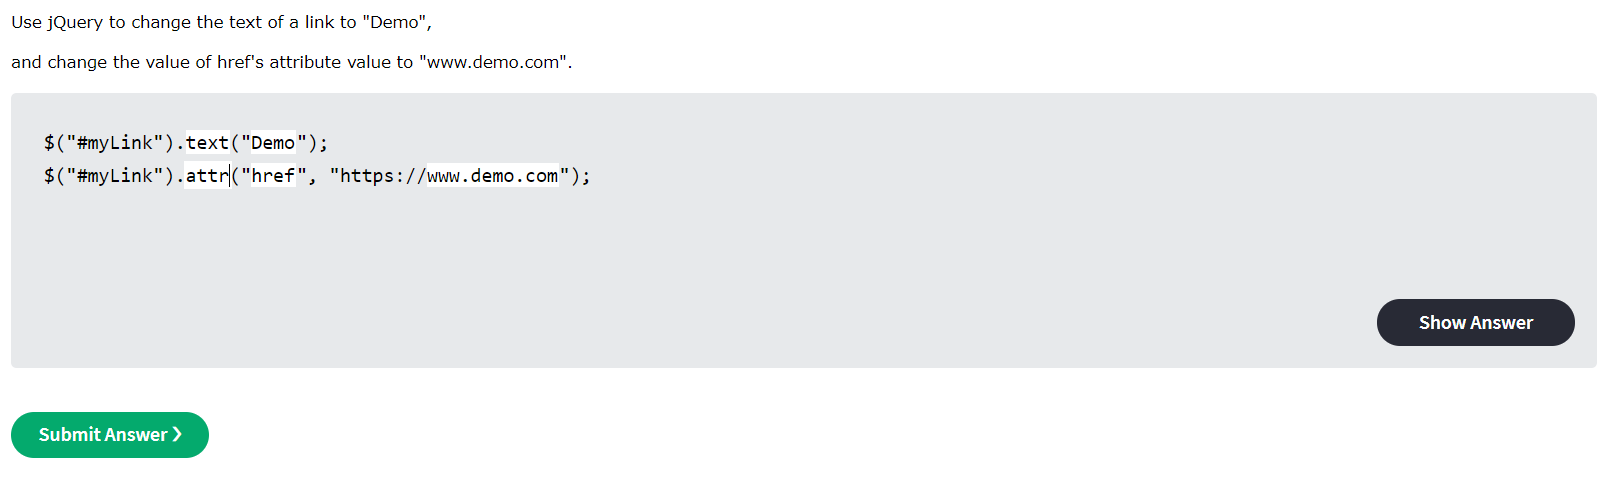 Use jQuery to change the text of a link to "Demo",
and change the value of href's attribute value to "www.demo.com".
$("#myLink").text("Demo");
$("#myLink").attr("href", "https://www.demo.com");
Show Answer
Submit Answer ❯